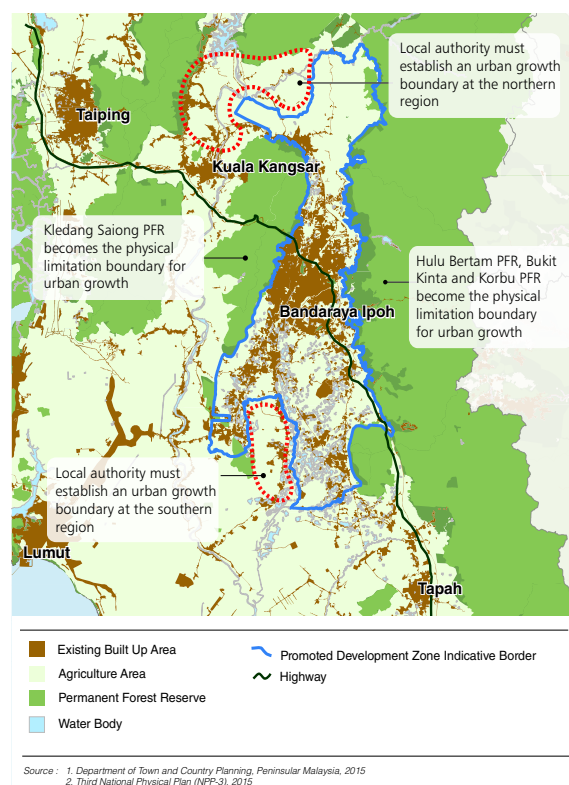 Local authority must
establish an urban growth
boundary at the northern
region
Taiping
Kuala Kangsar
Kledang Saiong PFR
becomes the physical
limitation boundary for
urban growth
Hulu Bertam PFR, Bukit
Kinta and Korbu PFR
become the physical
limitation boundary
for urban growth
Bandaraya Ipoh
Local authority must
establish an urban growth
boundary at the southern
region
Lumut
Tapah
Existing Built Up Area
Agriculture Area
Permanent Forest Reserve
Water Body
Promoted Development Zone Indicative Border
Highway
Source : 1. Department of Town and Country Planning, Peninsular Malaysia, 2015
2. Third National Physical Plan (NPP-3), 2015